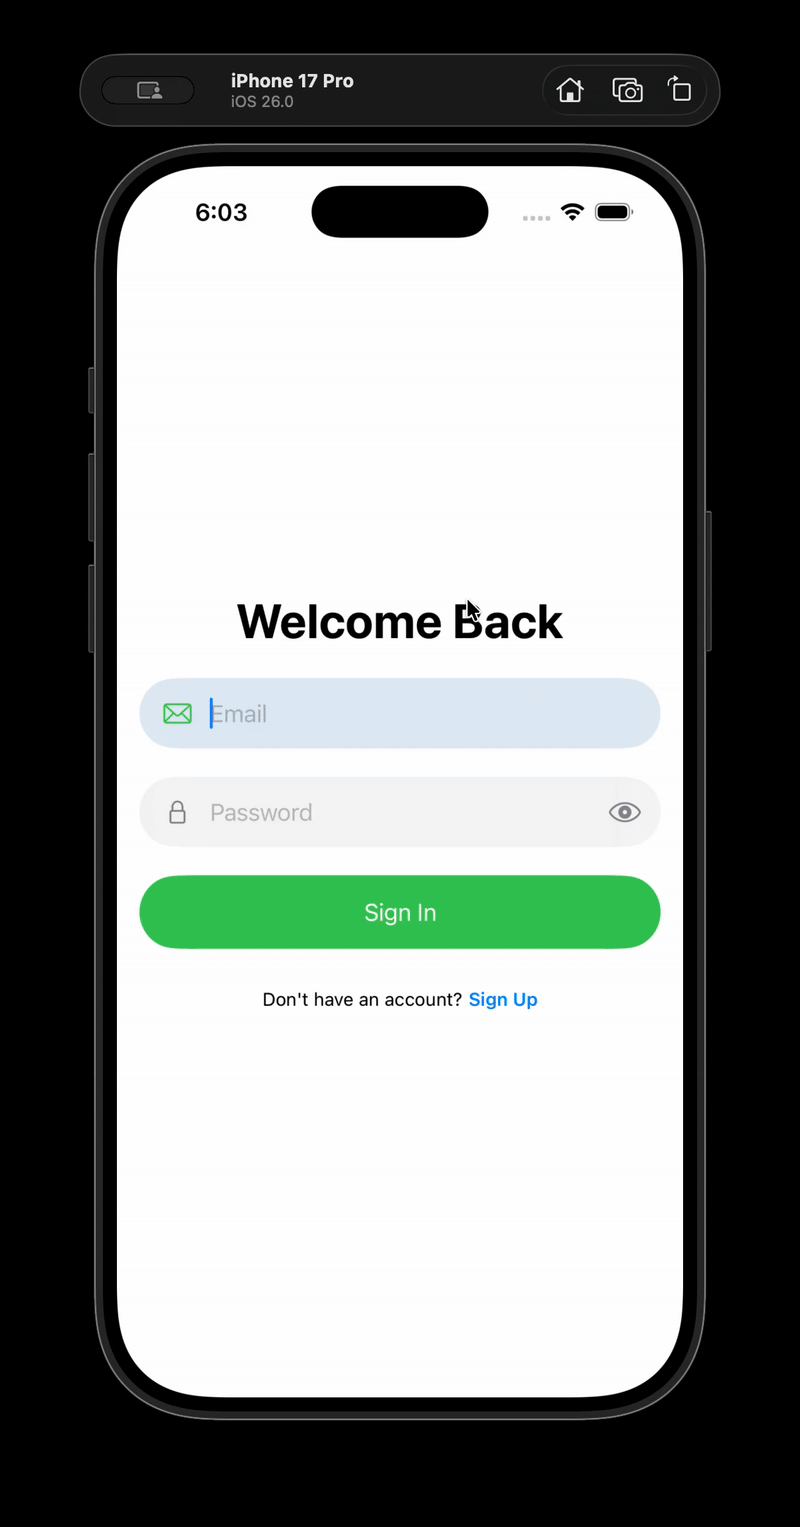 iPhone 17 Pro
iOS 26.0
6:03
Welcome Back
Email
Password
Sign In
Don't have an account? Sign Up